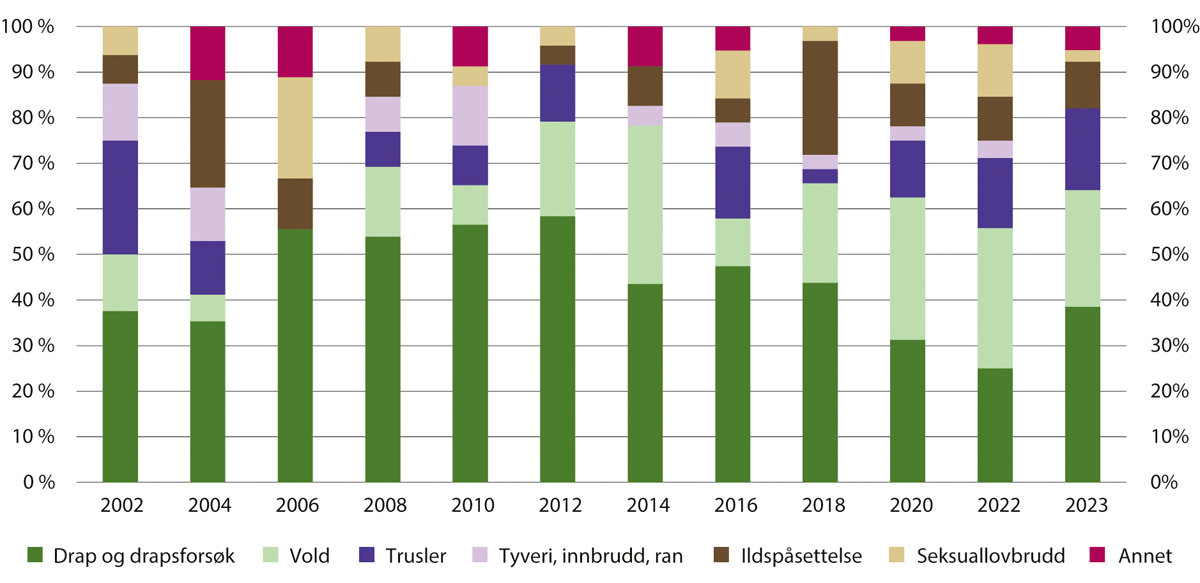 100 % 100%
90 % 90%
80 % 80%
70 % 70%
60 % 60%
50 % 50%
40 % 40%
30 % 30%
20 % 20%
10 % 10%
0 % 0%
2002 2004 2006 2008 2010 2012 2014 2016 2018 2020 2022 2023
Drap og drapsforsøk Vold Trusler Tyveri, innbrudd, ran Ildspåsettelse Seksuallovbrudd Annet